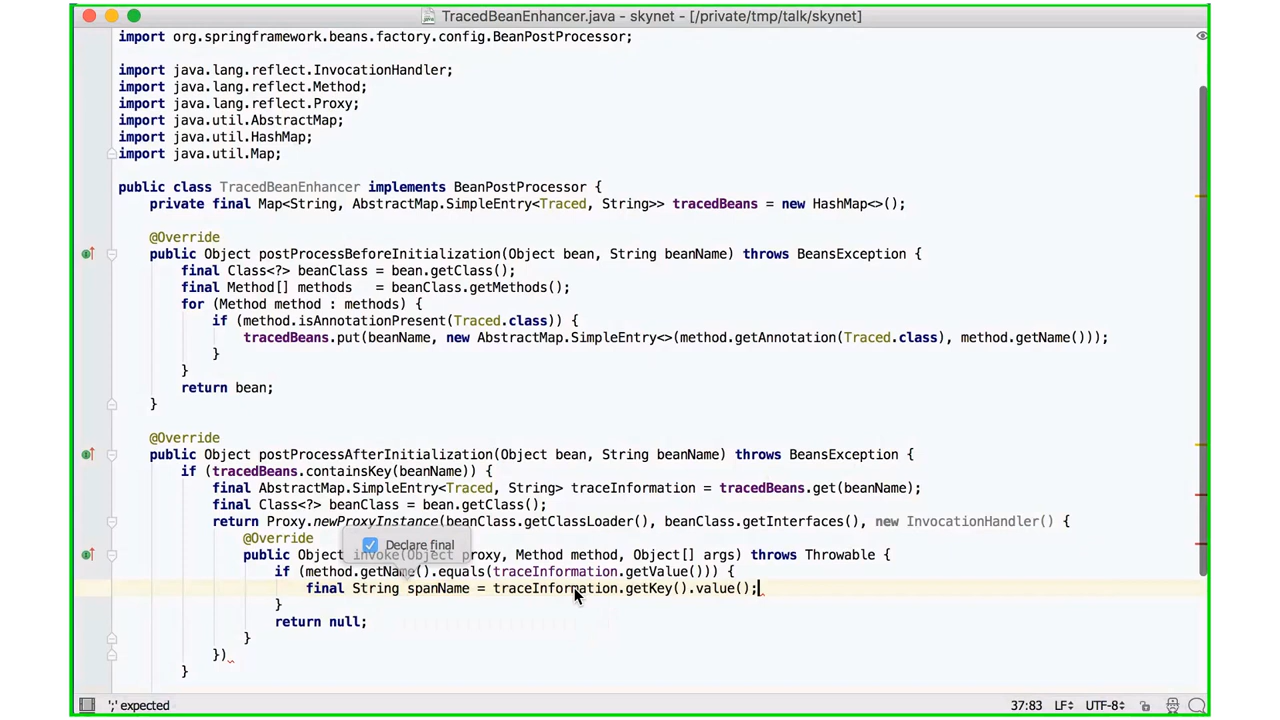 TracedBeanEnhancer.java - skynet - [/private/tmp/talk/skynet]
import org.springframework.beans.factory.config.BeanPostProcessor;
import java.lang.reflect.InvocationHandler;
import java.lang.reflect.Method;
import java.lang.reflect.Proxy;
import java.util.AbstractMap;
import java.util.HashMap;
import java.util.Map;
public class TracedBeanEnhancer implements BeanPostProcessor {
private final Map<String, AbstractMap.SimpleEntry<Traced, String>> tracedBeans = new HashMap<>();
@Override
public Object postProcessBeforeInitialization(Object bean, String beanName) throws BeansException {
final Class<?> beanClass = bean.getClass();
final Method[] methods = beanClass.getMethods();
for (Method method : methods) {
if (method.isAnnotationPresent(Traced.class)) {
tracedBeans.put(beanName, new AbstractMap.SimpleEntry<>(method.getAnnotation(Traced.class), method.getName()));
}
}
return bean;
}
@Override
public Object postProcessAfterInitialization(Object bean, String beanName) throws BeansException {
if (tracedBeans.containsKey(beanName)) {
final AbstractMap.SimpleEntry<Traced, String> traceInformation = tracedBeans.get(beanName);
final Class<?> beanClass = bean.getClass();
return Proxy.newProxyInstance(beanClass.getClassLoader(), beanClass.getInterfaces(), new InvocationHandler() {
@Override
Declare final
public Object invoke(Object proxy, Method method, Object[] args) throws Throwable {
if (method.getName().equals(traceInformation.getValue())) {
final String spanName = traceInformation.getKey().value();
}
return null;
}
})
}
';' expected
37:83 LF UTF-8